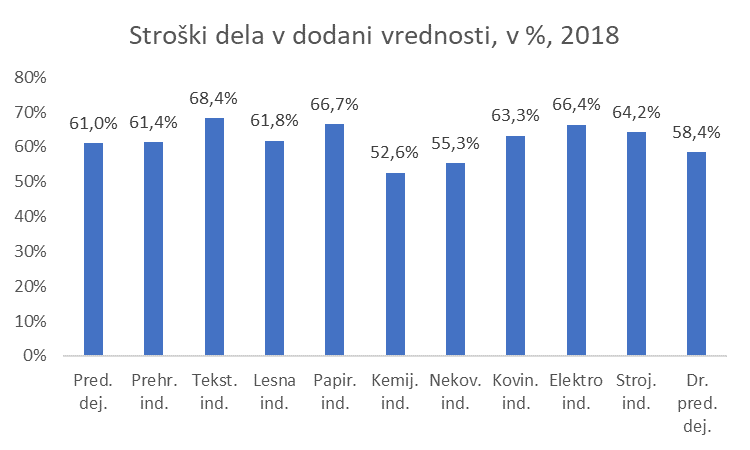 Stroški dela v dodani vrednosti, v %, 2018
80%
70%
60%
50%
40%
30%
20%
10%
0%
61,0%
61,4%
68,4%
61,8%
66,7%
52,6%
55,3%
63,3%
66,4%
64,2%
58,4%
Pred. dej.
Prehr. ind.
Tekst. ind.
Lesna ind.
Papir. ind.
Kemij. ind.
Nekov. ind.
Kovin. ind.
Elektro ind.
Stroj. ind.
Dr. pred. dej.